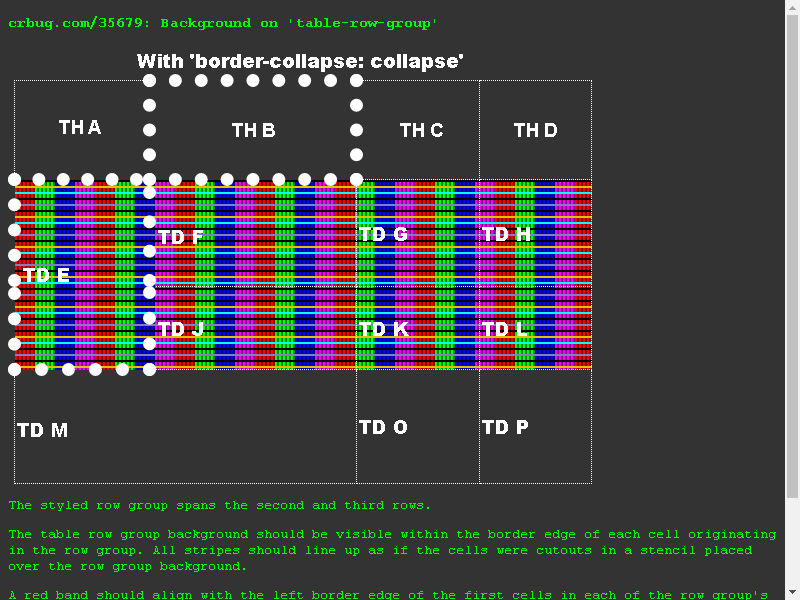 crbug.com/35679: Background on 'table-row-group'
With 'border-collapse: collapse'
TH A TH B TH C TH D
TD E TD F TD G TD H
TD J TD K TD L
TD M TD O TD P
The styled row group spans the second and third rows.
The table row group background should be visible within the border edge of each cell originating
in the row group. All stripes should line up as if the cells were cutouts in a stencil placed
over the row group background.
A red band should align with the left border edge of the first cells in each of the row group's